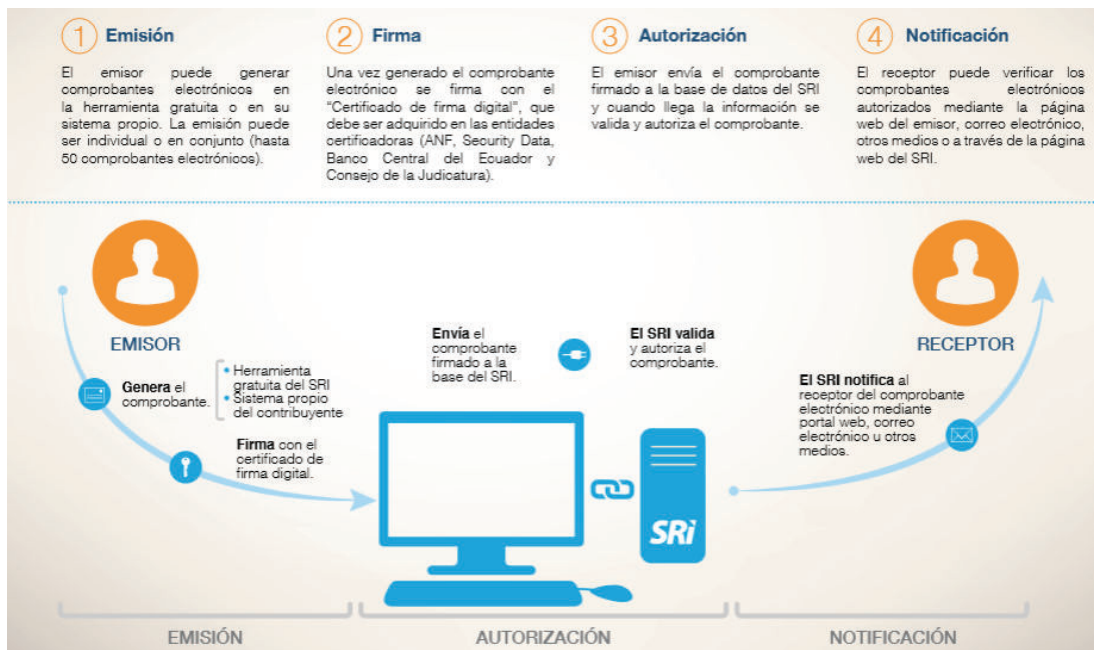 1 Emisión
El emisor puede generar
comprobantes electrónicos en
la herramienta gratuita o en su
sistema propio. La emisión puede
ser individual o en conjunto (hasta
50 comprobantes electrónicos).
2 Firma
Una vez generado el comprobante
electrónico se firma con el
“Certificado de firma digital”, que
debe ser adquirido en las entidades
certificadoras (ANF, Security Data,
Banco Central del Ecuador y
Consejo de la Judicatura).
3 Autorización
El emisor envía el comprobante
firmado a la base de datos del SRI
y cuando llega la información se
valida y autoriza el comprobante.
4 Notificación
El receptor puede verificar los
comprobantes electrónicos
autorizados mediante la página
web del emisor, correo electrónico,
otros medios o a través de la página
web del SRI.
EMISOR
Genera el
comprobante.
• Herramienta
gratuita del SRI
• Sistema propio
del contribuyente
Firma con el
certificado de
firma digital.
Envía el
comprobante
firmado a la
base del SRI.
El SRI valida
y autoriza el
comprobante.
SRi
RECEPTOR
El SRI notifica al
receptor del comprobante
electrónico mediante
portal web, correo
electrónico u otros
medios.
EMISIÓN
AUTORIZACIÓN
NOTIFICACIÓN